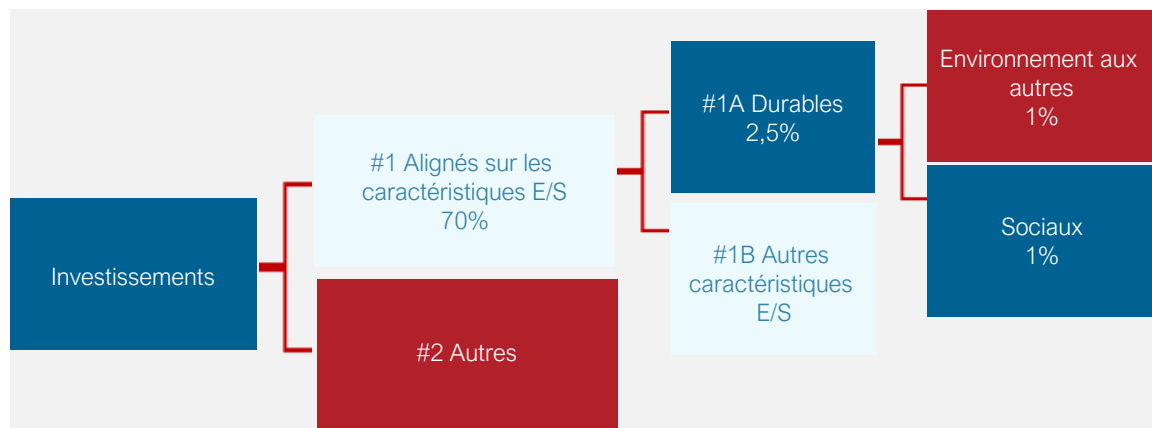 Investissements
#1 Alignés sur les
caractéristiques E/S
70%
#2 Autres
#1A Durables
2,5%
#1B Autres
caractéristiques
E/S
Environnement aux
autres
1%
Sociaux
1%